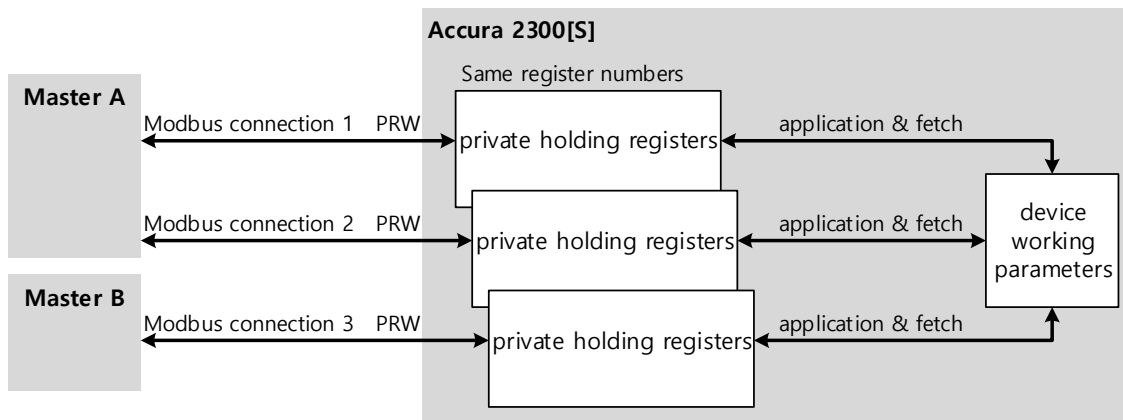 Accura 2300[S]
Same register numbers
Master A
Modbus connection 1 PRW
private holding registers
application & fetch
Modbus connection 2 PRW
private holding registers
application & fetch
device
working
parameters
Master B
Modbus connection 3 PRW
private holding registers
application & fetch